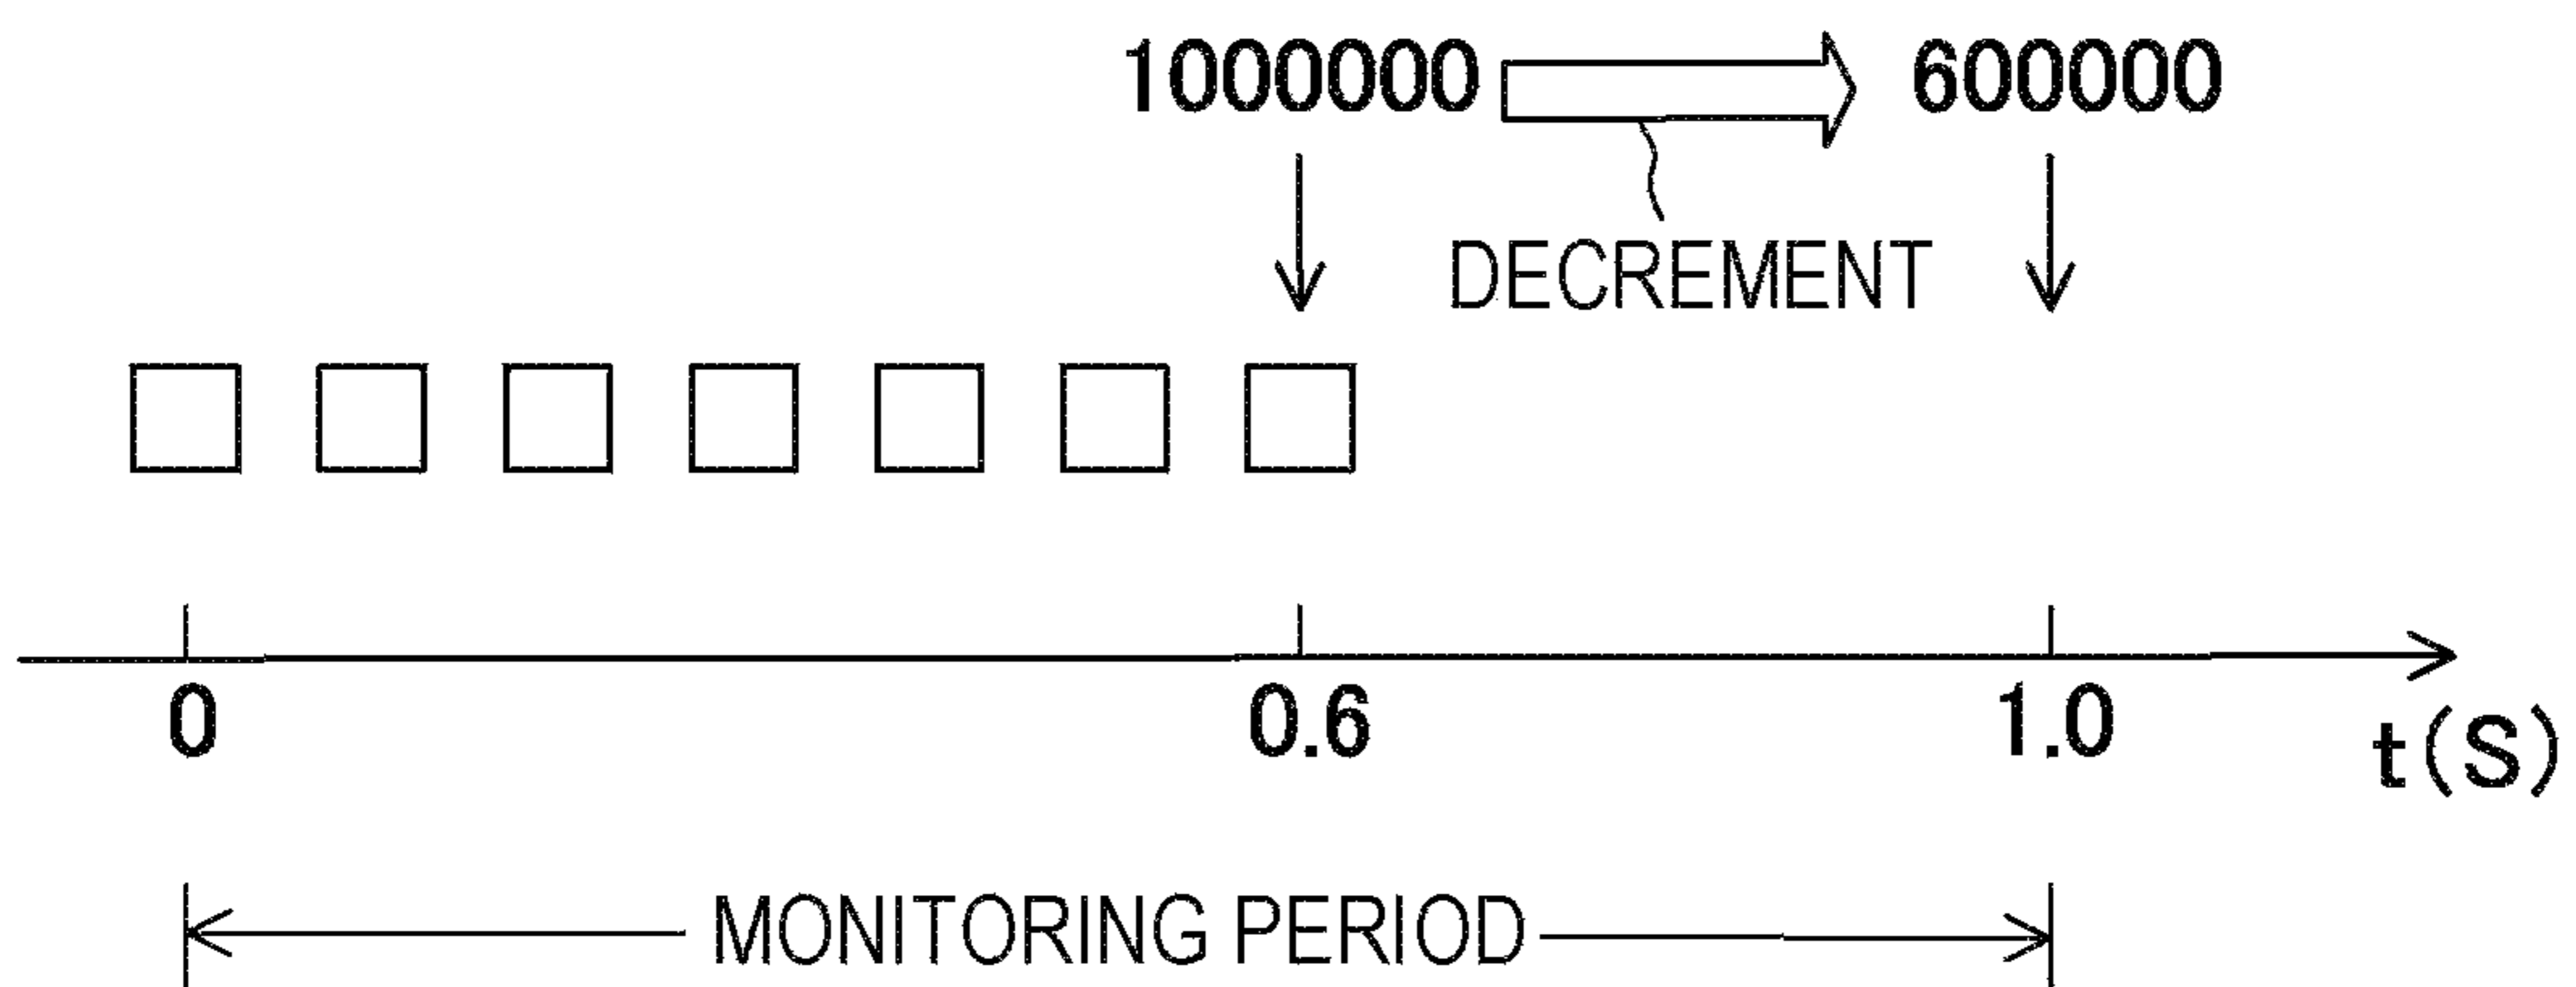 1000000 600000
DECREMENT
0 0.6 1.0
t(S)
MONITORING PERIOD